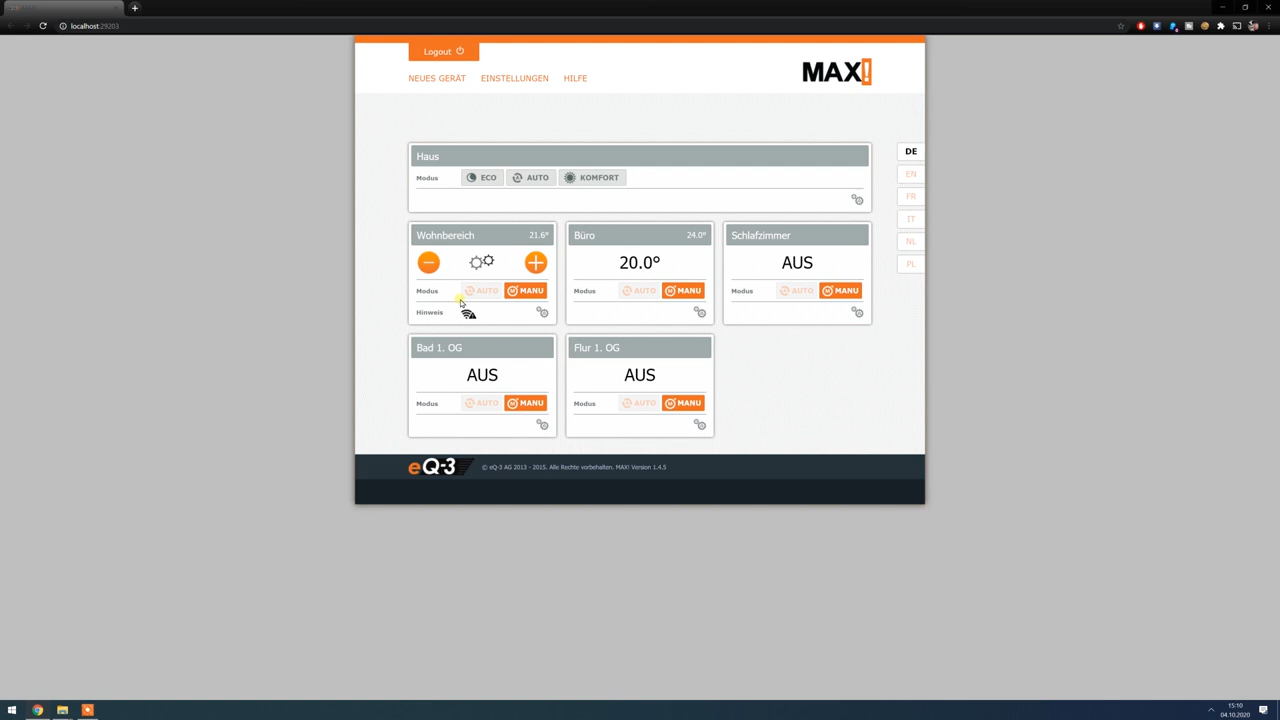 localhost:29203
Logout
NEUES GERÄT EINSTELLUNGEN HILFE
MAX!
DE
EN
FR
IT
NL
PL
Haus
Modus ECO AUTO KOMFORT
Wohnbereich 21.6°
Modus AUTO MANU
Hinweis
Büro 24.0°
20.0°
Modus AUTO MANU
Schlafzimmer
AUS
Modus AUTO MANU
Bad 1. OG
AUS
Modus AUTO MANU
Flur 1. OG
AUS
Modus AUTO MANU
eQ-3 © eQ-3 AG 2013 - 2015. Alle Rechte vorbehalten. MAX! Version 1.4.5
15:10
04.10.2020